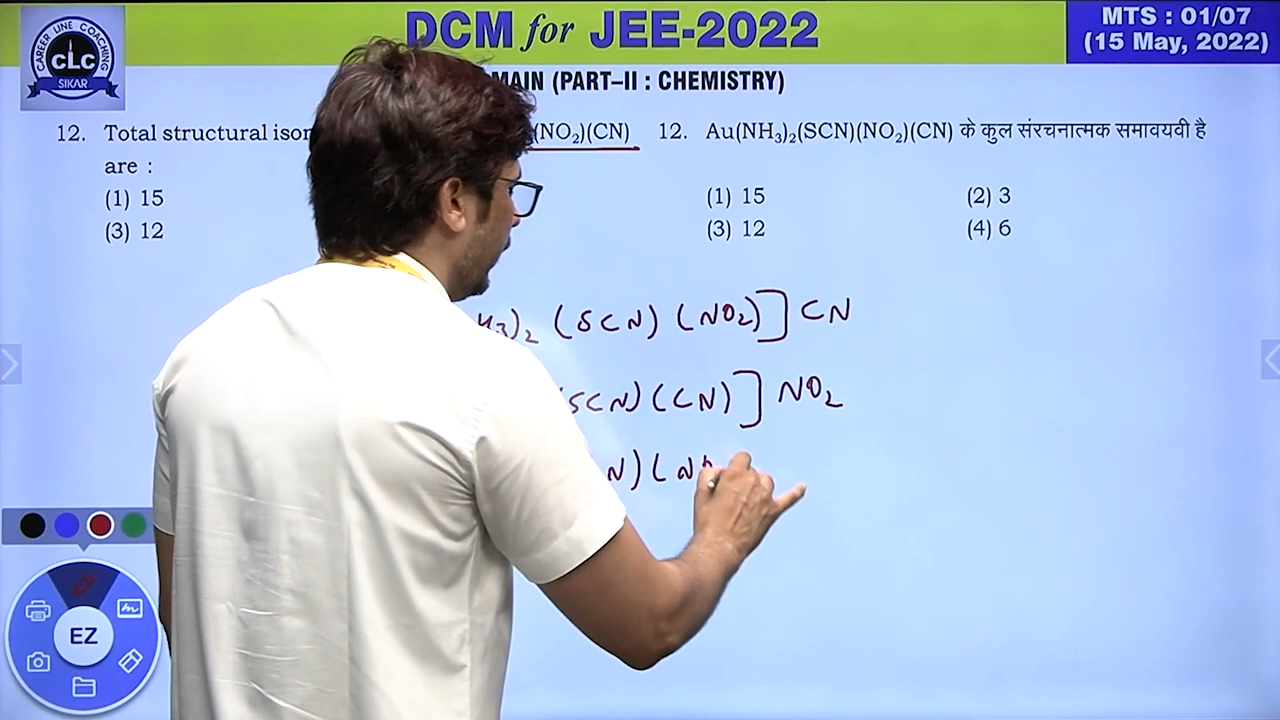 DCM for JEE-2022
MTS : 01/07
(15 May, 2022)
CAREER LINE COACHING
CLC
SIKAR
MAIN (PART–II : CHEMISTRY)
12. Total structural (NO₂)(CN)
are :
(1) 15
(3) 12
12. Au(NH₃)₂(SCN)(NO₂)(CN) के कुल संरचनात्मक समावयवी है
(1) 15 (2) 3
(3) 12 (4) 6
)₂ (SCN) (NO₂)] CN
SCN) (CN)] NO₂
N) (
EZ